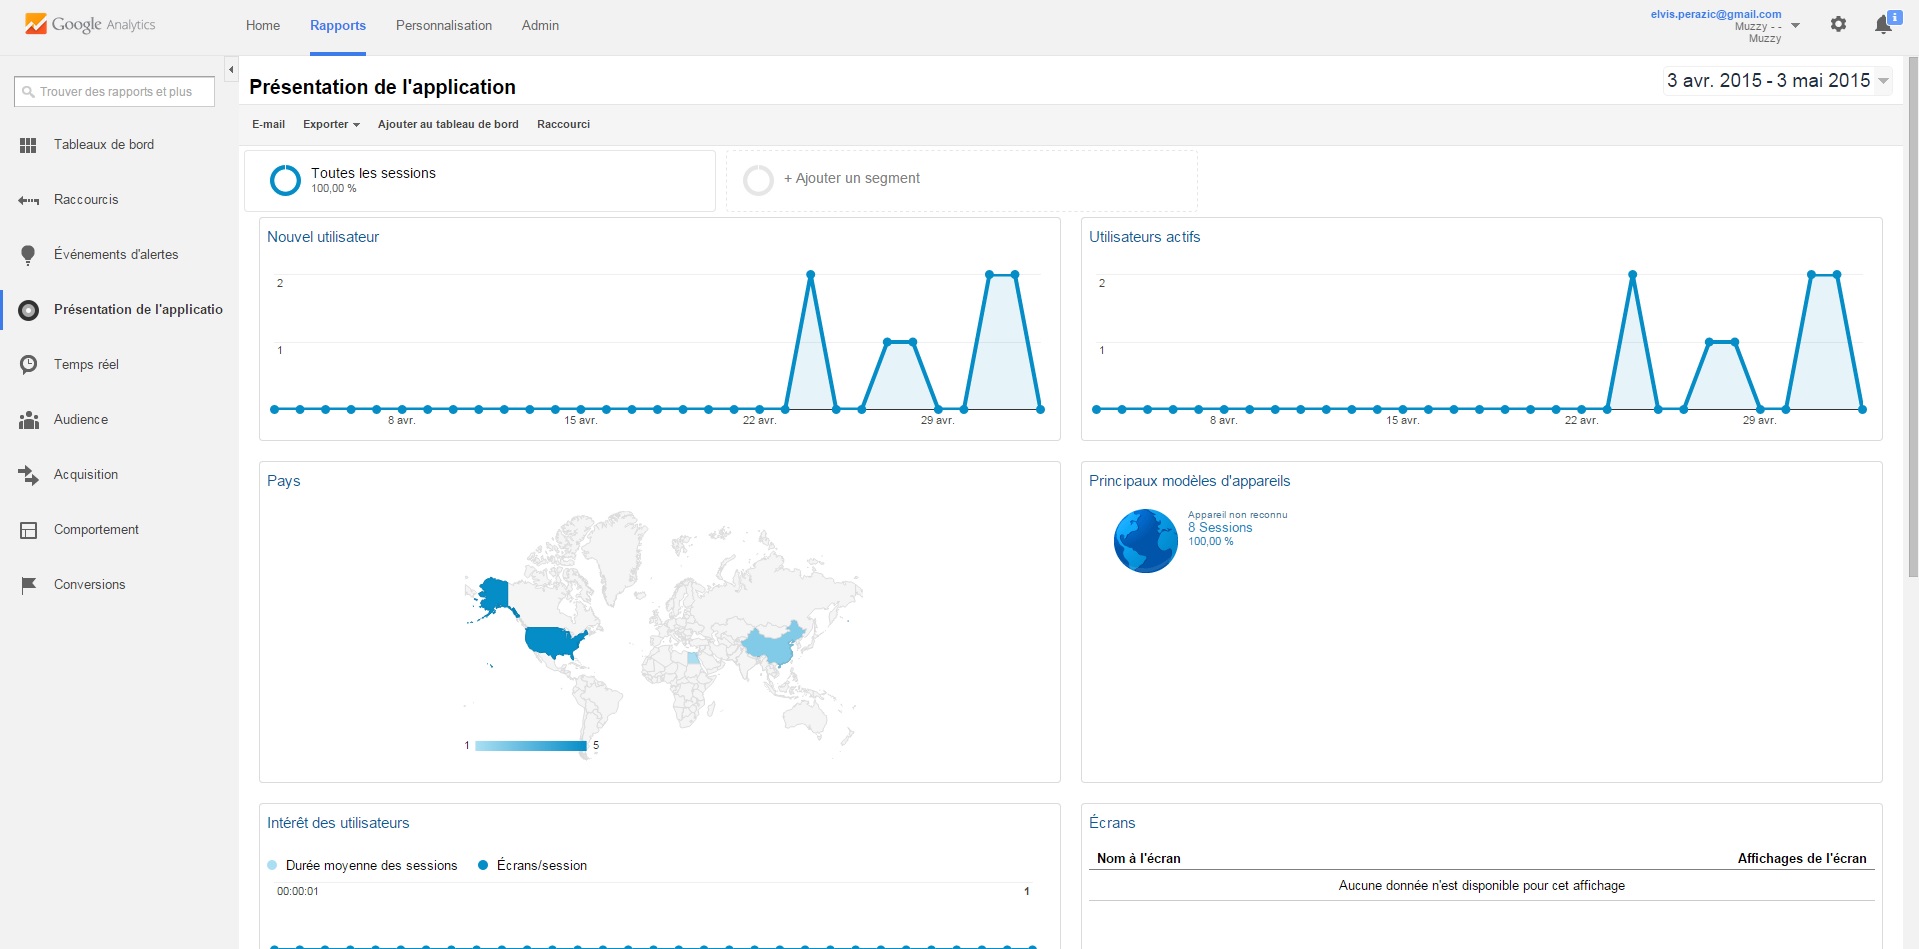 Google Analytics
Home Rapports Personnalisation Admin
elvis.perazic@gmail.com
Muzzy - -
Muzzy
i
Trouver des rapports et plus
Tableaux de bord
Raccourcis
Événements d'alertes
Présentation de l'applicatio
Temps réel
Audience
Acquisition
Comportement
Conversions
Présentation de l'application
3 avr. 2015 - 3 mai 2015
E-mail Exporter Ajouter au tableau de bord Raccourci
Toutes les sessions
100,00 %
+ Ajouter un segment
Nouvel utilisateur
2
1
8 avr. 15 avr. 22 avr. 29 avr.
Utilisateurs actifs
2
1
8 avr. 15 avr. 22 avr. 29 avr.
Pays
1 5
Principaux modèles d'appareils
Appareil non reconnu
8 Sessions
100,00 %
Intérêt des utilisateurs
Durée moyenne des sessions Écrans/session
00:00:01 1
Écrans
Nom à l'écran Affichages de l'écran
Aucune donnée n'est disponible pour cet affichage